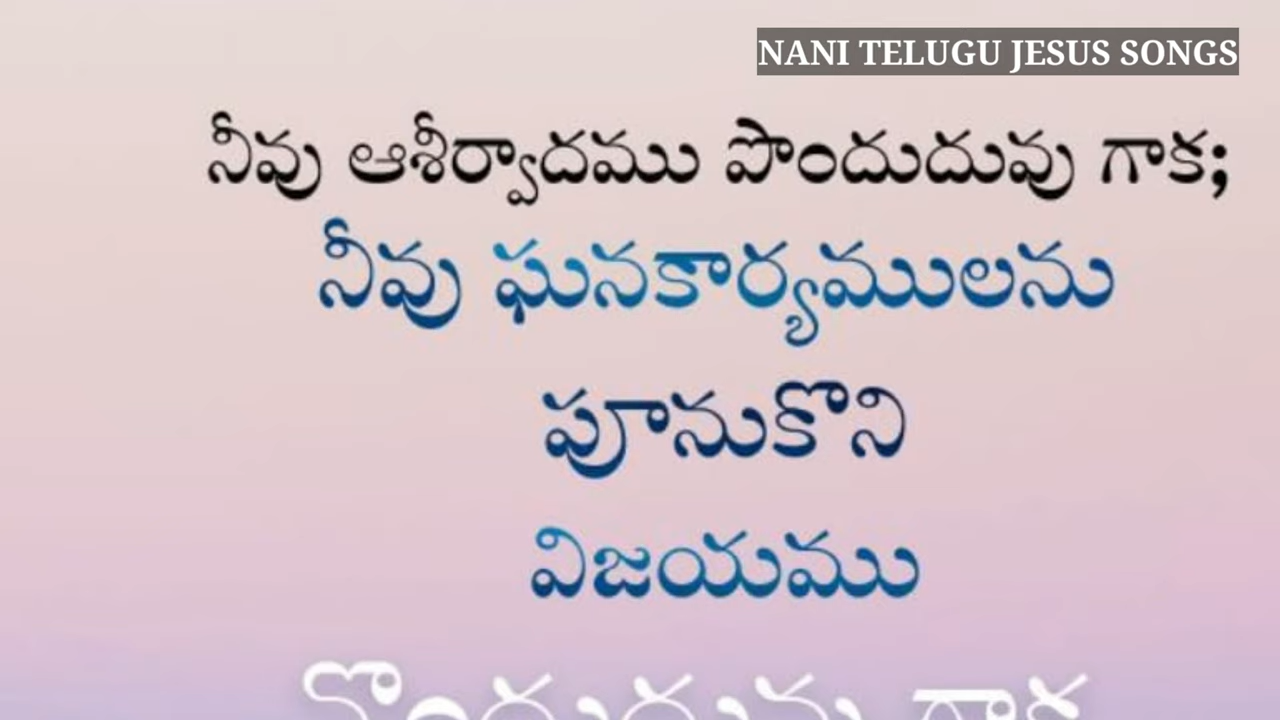 NANI TELUGU JESUS SONGS
నీవు ఆశీర్వాదము పొందుదువు గాక;
నీవు ఘనకార్యములను
పూనుకొని
విజయము
నొందుదువు గాక